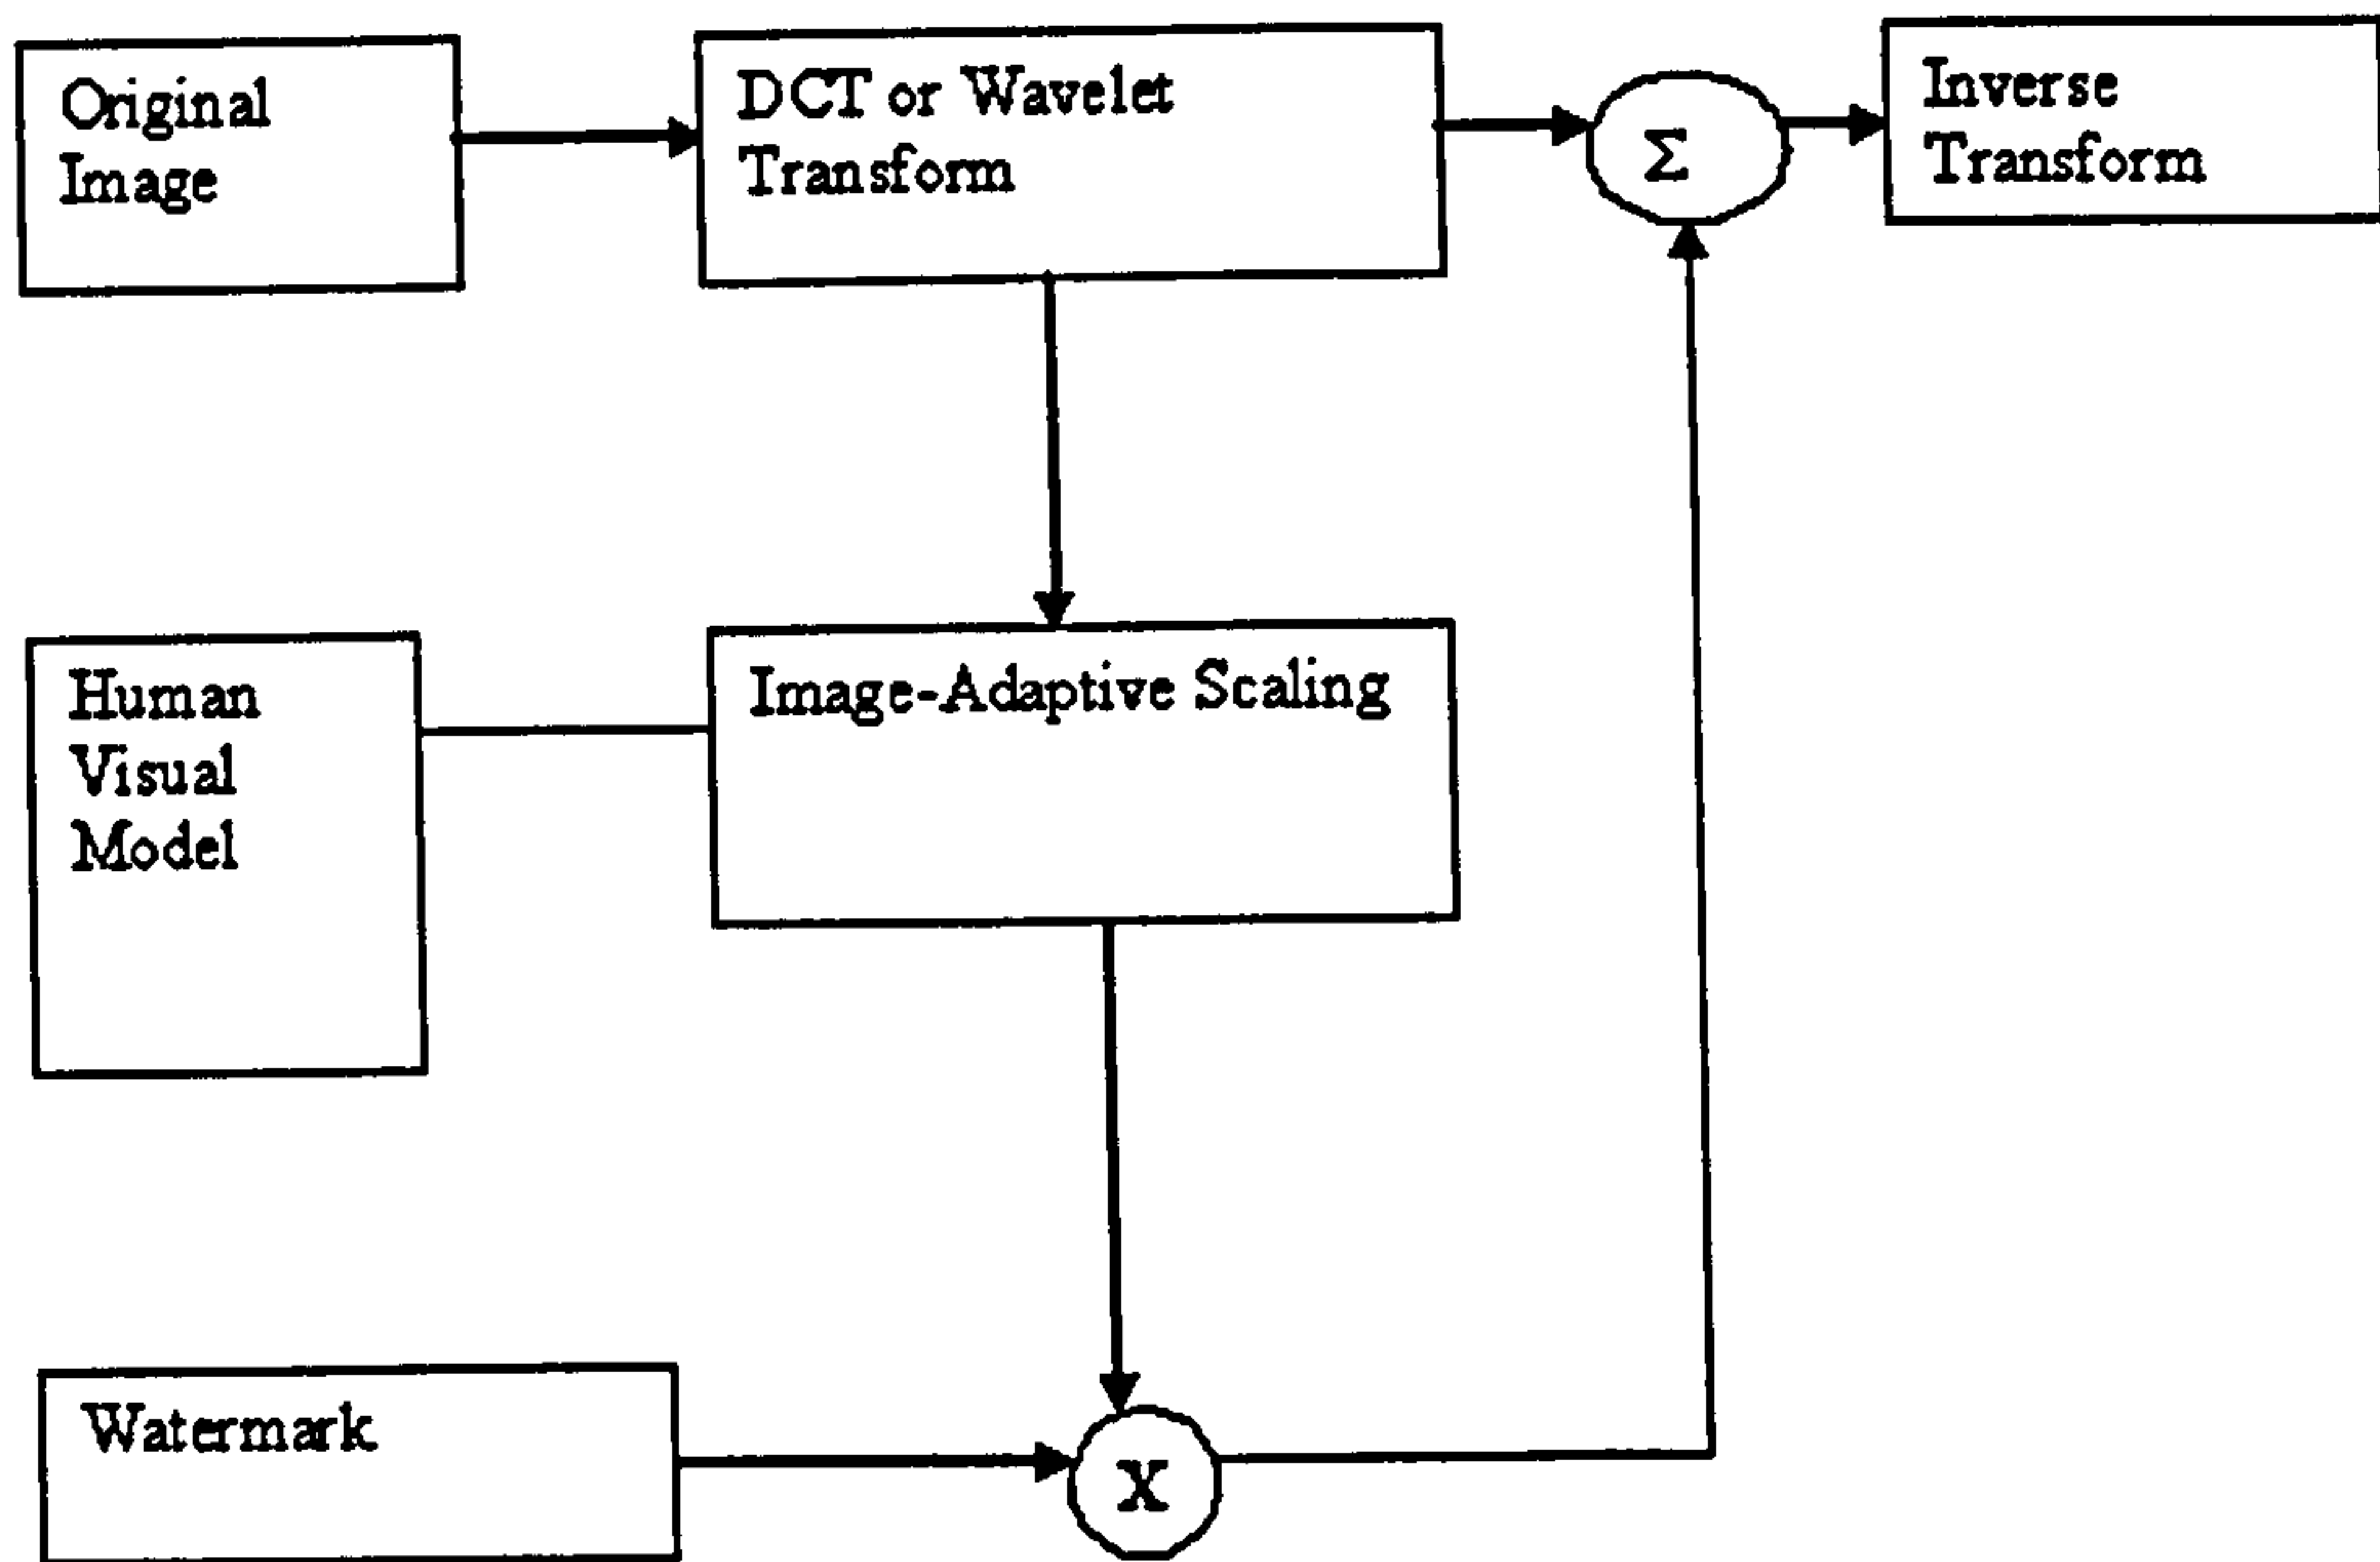 Original
Image
DCT or Wavelet
Transform
Σ
Inverse
Transform
Human
Visual
Model
Image-Adaptive Scaling
Watermark
X